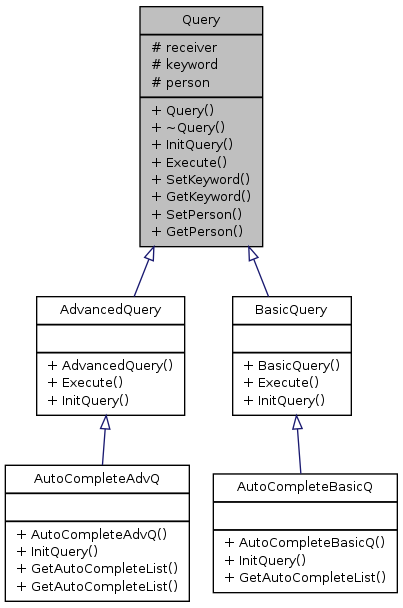 Query
# receiver
# keyword
# person
+ Query()
+ ~Query()
+ InitQuery()
+ Execute()
+ SetKeyword()
+ GetKeyword()
+ SetPerson()
+ GetPerson()
AdvancedQuery
+ AdvancedQuery()
+ Execute()
+ InitQuery()
BasicQuery
+ BasicQuery()
+ Execute()
+ InitQuery()
AutoCompleteAdvQ
+ AutoCompleteAdvQ()
+ InitQuery()
+ GetAutoCompleteList()
+ GetAutoCompleteList()
AutoCompleteBasicQ
+ AutoCompleteBasicQ()
+ InitQuery()
+ GetAutoCompleteList()